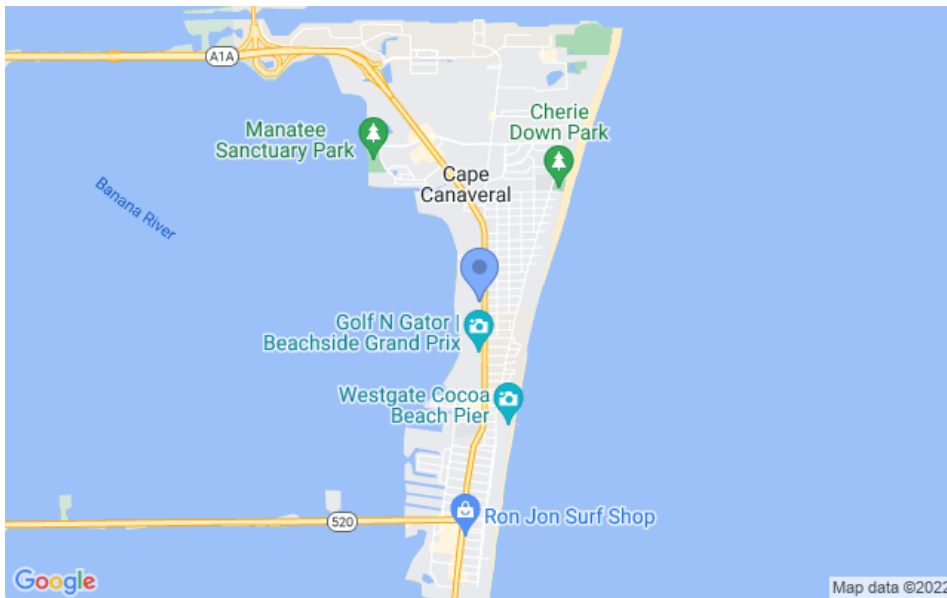 A1A
Manatee
Sanctuary Park
Cherie
Down Park
Cape
Canaveral
Banana River
Golf N Gator |
Beachside Grand Prix
Westgate Cocoa
Beach Pier
520
Ron Jon Surf Shop
Google
Map data ©2022